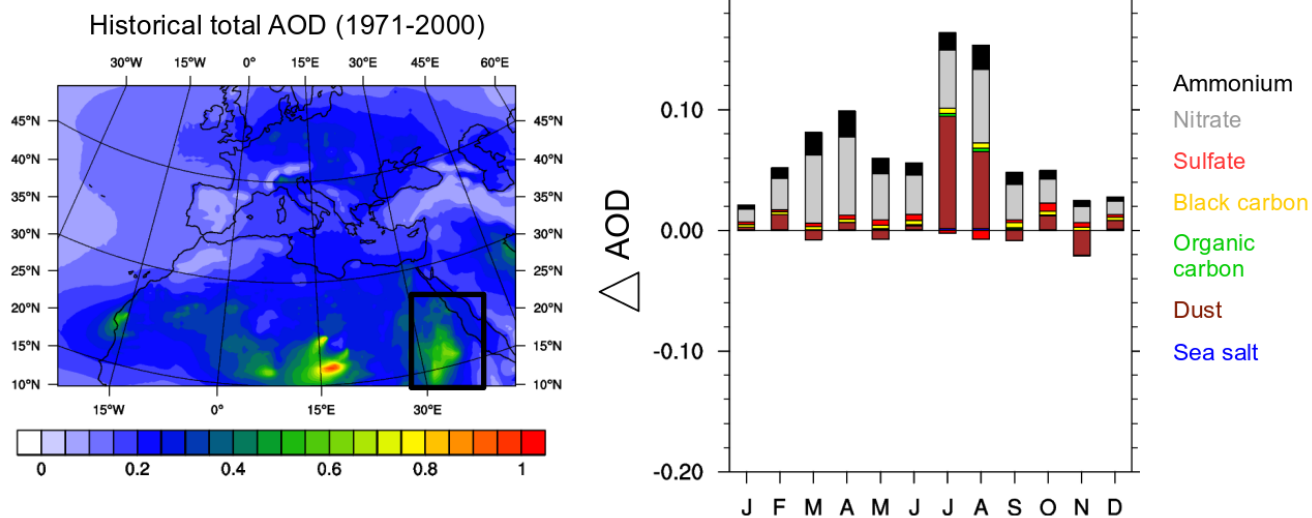 Historical total AOD (1971-2000)
30°W 15°W 0° 15°E 30°E 45°E 60°E
45°N 45°N
40°N 40°N
35°N 35°N
30°N 30°N
25°N 25°N
20°N 20°N
15°N 15°N
10°N 10°N
15°W 0° 15°E 30°E
0 0.2 0.4 0.6 0.8 1
△ AOD
0.10
0.00
-0.10
-0.20
J F M A M J J A S O N D
Ammonium
Nitrate
Sulfate
Black carbon
Organic
carbon
Dust
Sea salt